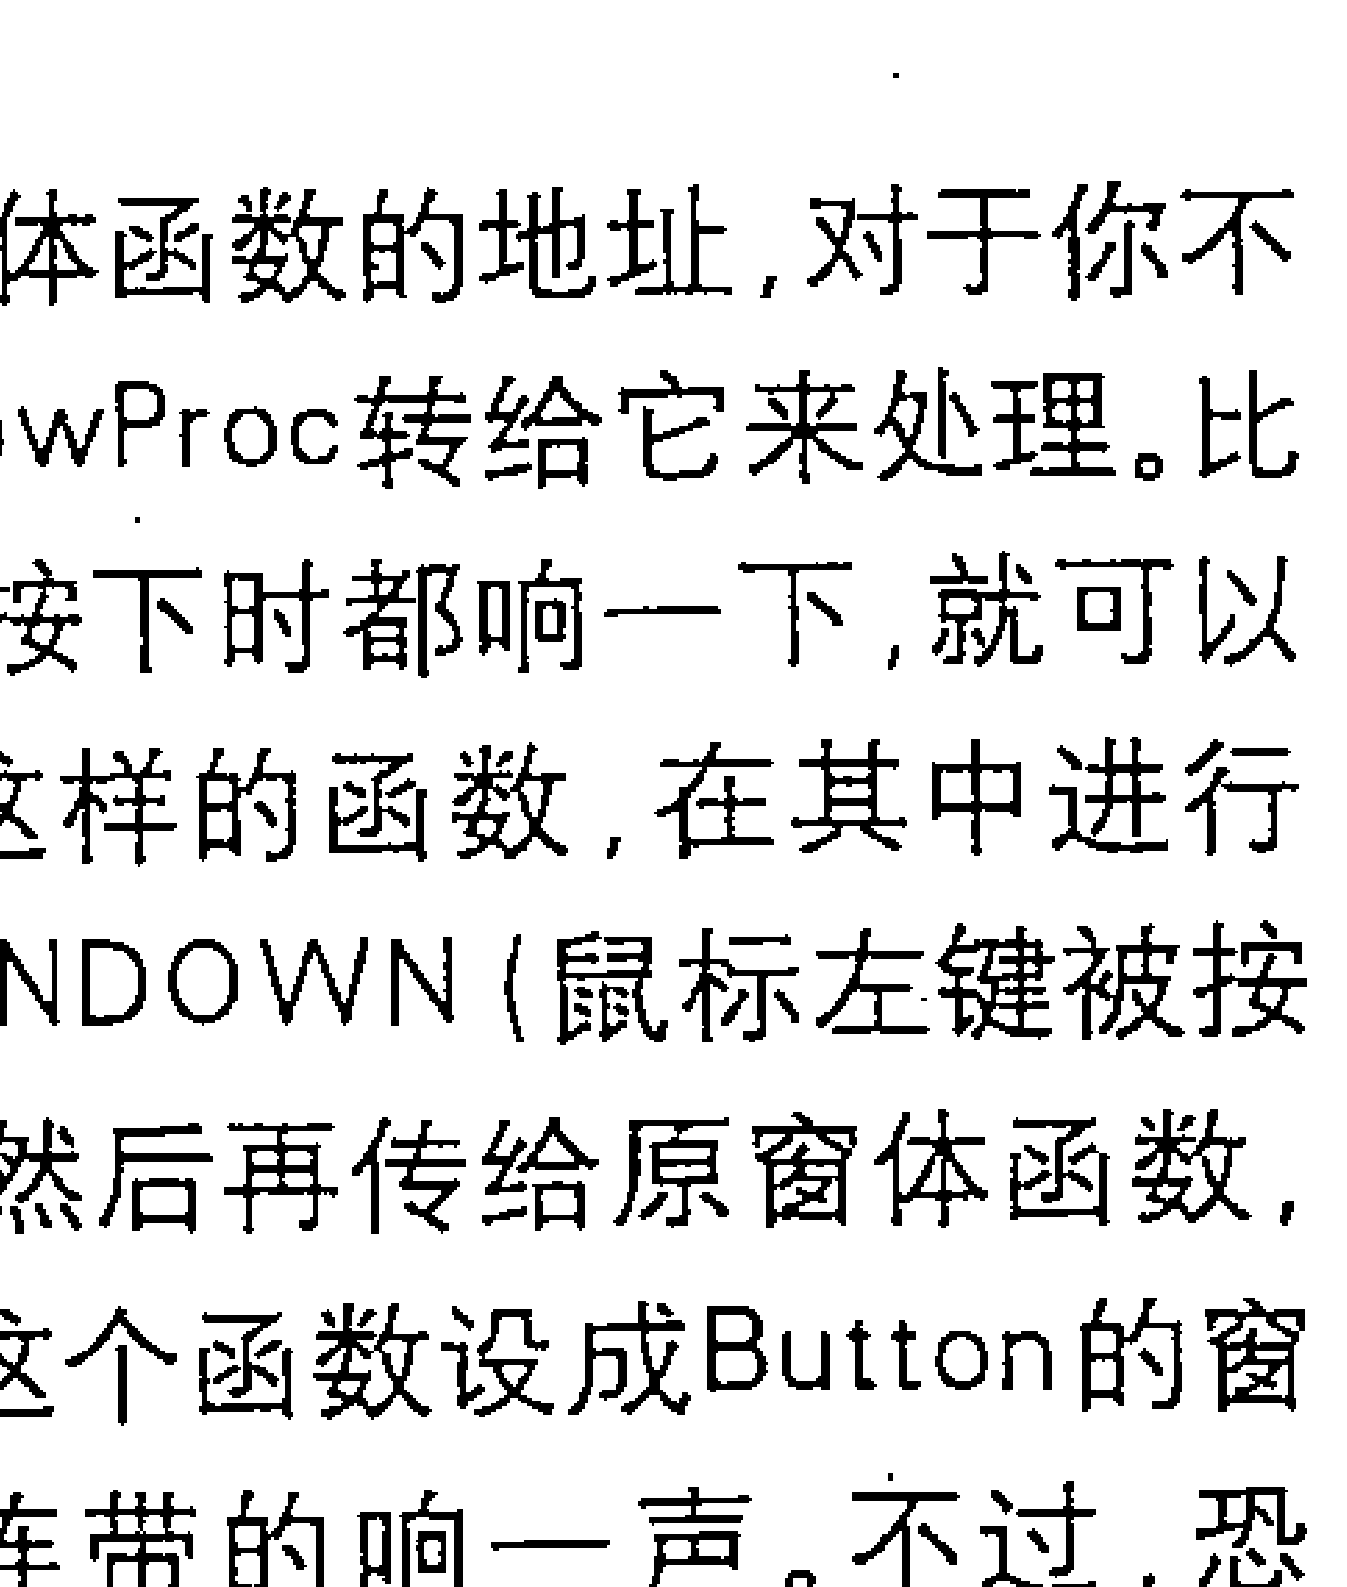 体函数的地址,对于你不
owProc转给它来处理。比
按下时都响一下,就可以
这样的函数,在其中进行
NDOWN(鼠标左键被按
然后再传给原窗体函数,
这个函数设成Button的窗
连带的响一声。不过,恐